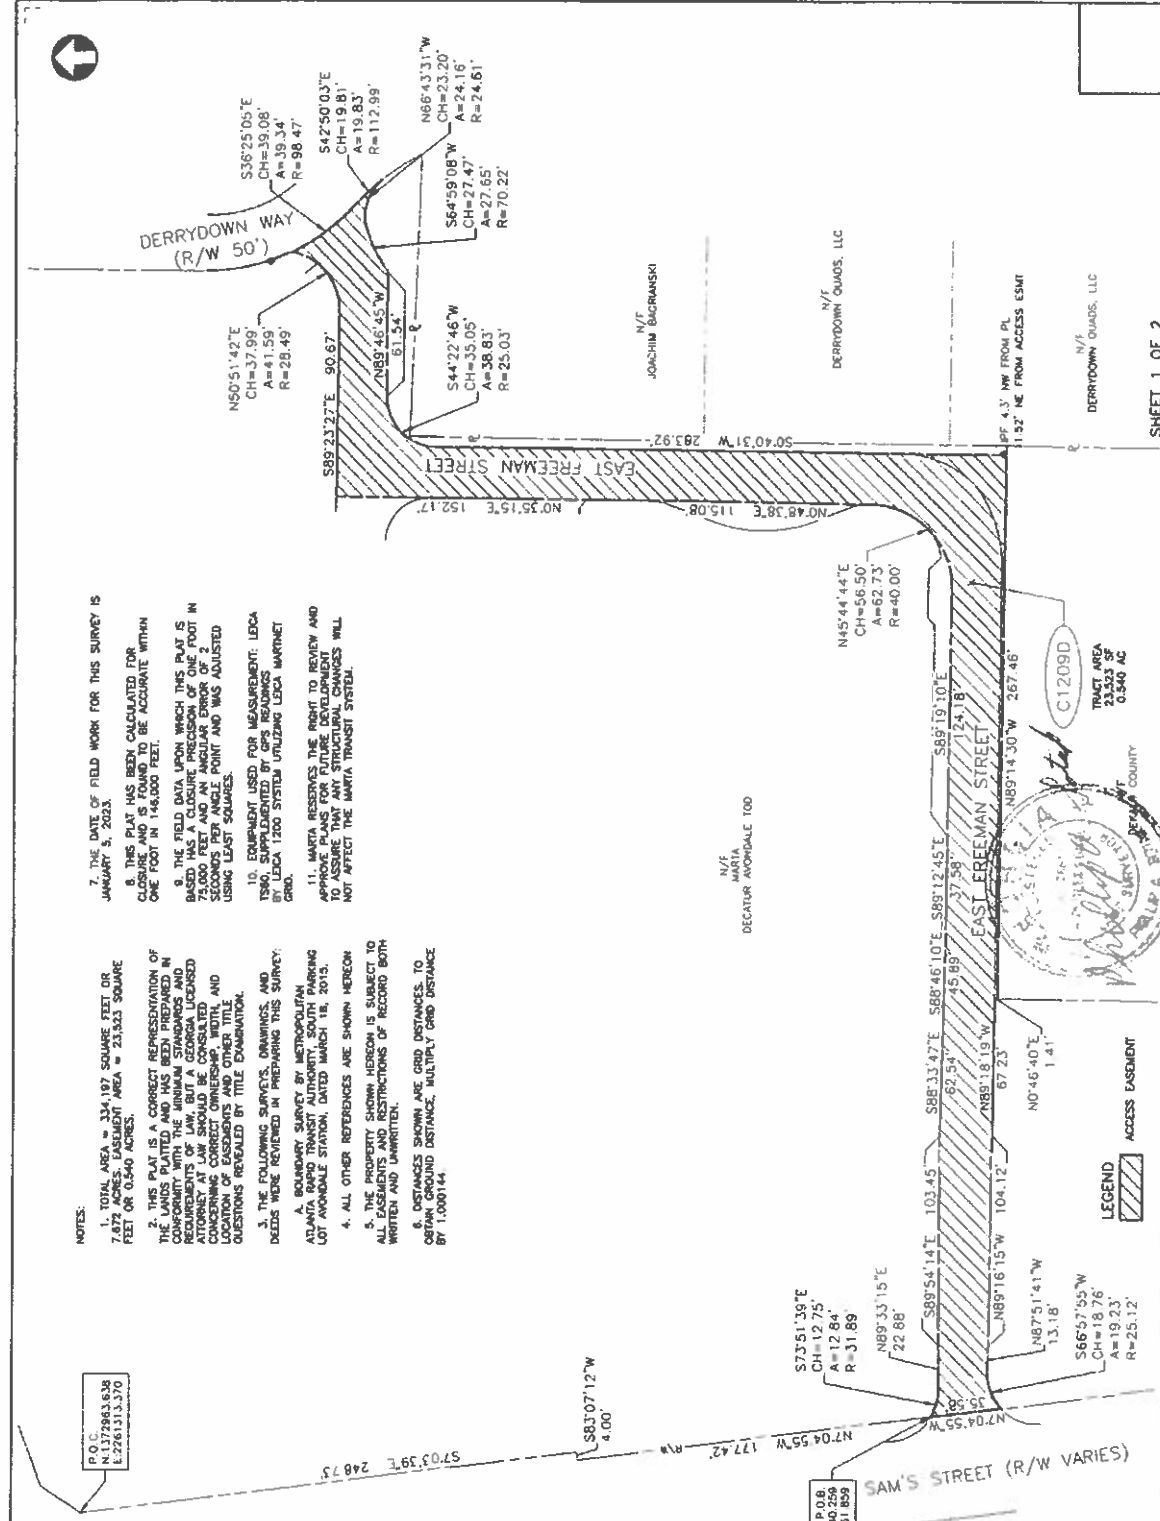 NOTES:
1. TOTAL AREA = 334,197 SQUARE FEET OR
7.672 ACRES. EASEMENT AREA = 23,523 SQUARE
FEET OR 0.540 ACRES.
2. THIS PLAT IS A CORRECT REPRESENTATION OF
THE LANDS PLATTED AND HAS BEEN PREPARED IN
CONFORMITY WITH THE MINIMUM STANDARDS AND
REQUIREMENTS OF LAW, BUT A GEORGIA LICENSED
ATTORNEY AT LAW SHOULD BE CONSULTED
CONCERNING CORRECT OWNERSHIP, WIDTH, AND
LOCATION OF EASEMENTS AND OTHER TITLE
QUESTIONS REVEALED BY TITLE EXAMINATION.
3. THE FOLLOWING SURVEYS, DRAWINGS, AND
DEEDS WERE REVIEWED IN PREPARING THIS SURVEY:
A. BOUNDARY SURVEY BY METROPOLITAN
ATLANTA RAPID TRANSIT AUTHORITY, SOUTH PARKING
LOT AVONDALE STATION, DATED MARCH 18, 2015.
4. ALL OTHER REFERENCES ARE SHOWN HEREON
5. THE PROPERTY SHOWN HEREON IS SUBJECT TO
ALL EASEMENTS AND RESTRICTIONS OF RECORD BOTH
WRITTEN AND UNWRITTEN.
6. DISTANCES SHOWN ARE GRID DISTANCES. TO
OBTAIN GROUND DISTANCE, MULTIPLY GRID DISTANCE
BY 1.000144.
7. THE DATE OF FIELD WORK FOR THIS SURVEY IS
JANUARY 5, 2023.
8. THIS PLAT HAS BEEN CALCULATED FOR
CLOSURE AND IS FOUND TO BE ACCURATE WITHIN
ONE FOOT IN 146,000 FEET.
9. THE FIELD DATA UPON WHICH THIS PLAT IS
BASED HAS A CLOSURE PRECISION OF ONE FOOT IN
75,000 FEET AND AN ANGULAR ERROR OF 2
SECONDS PER ANGLE POINT AND WAS ADJUSTED
USING LEAST SQUARES.
10. EQUIPMENT USED FOR MEASUREMENT: LEICA
TS60, SUPPLEMENTED BY GPS READINGS
BY LEICA 1200 SYSTEM UTILIZING LEICA MARTNET
GRID.
11. MARTA RESERVES THE RIGHT TO REVIEW AND
APPROVE PLANS FOR FUTURE DEVELOPMENT
TO ASSURE THAT ANY STRUCTURAL CHANGES WILL
NOT AFFECT THE MARTA TRANSIT SYSTEM.
P.O.C.
N:1372963.638
E:2261313.370
S7°03'39"E 248.73'
S83°07'12"W
4.00'
N7°04'55"W 177.42'
R/W
P.O.B.
SAM'S STREET (R/W VARIES)
N7°04'55"W
35.58'
S73°51'39"E
CH=12.75'
A=12.84'
R=31.89'
N89°33'15"E
22.88'
S89°54'14"E 103.45'
S88°33'47"E
62.54'
S88°46'10"E
45.89'
S89°12'45"E
37.58'
S89°19'10"E
124.18'
N45°44'44"E
CH=56.50'
A=62.73'
R=40.00'
N0°48'38"E 115.08'
N0°35'15"E 152.17'
S89°23'27"E 90.67'
N50°51'42"E
CH=37.99'
A=41.59'
R=28.49'
DERRYDOWN WAY
(R/W 50')
S36°25'05"E
CH=39.08'
A=39.34'
R=98.47'
S42°50'03"E
CH=19.81'
A=19.83'
R=112.99'
N66°43'31"W
CH=23.20'
A=24.16'
R=24.61'
S64°59'08"W
CH=27.47'
A=27.65'
R=70.22'
N89°46'45"W
61.54'
S44°22'46"W
CH=35.05'
A=38.83'
R=25.03'
EAST FREEMAN STREET
S0°40'31"W 283.92'
N/F
JOACHIM BAGRIANSKI
N/F
DERRYDOWN QUADS, LLC
IPF 4.3' NW FROM PL
1.52' NE FROM ACCESS ESMT
N/F
DERRYDOWN QUADS, LLC
N/F
MARTA
DECATUR AVONDALE TOD
EAST FREEMAN STREET
N89°14'30"W 267.46'
N0°46'40"E
1.41'
N89°18'19"W
67.23'
N89°16'15"W 104.12'
N87°51'41"W
13.18'
S66°57'55"W
CH=18.76'
A=19.23'
R=25.12'
C1209D
TRACT AREA
23,523 SF
0.540 AC
DEKALB COUNTY
LEGEND
ACCESS EASEMENT
SHEET 1 OF 2